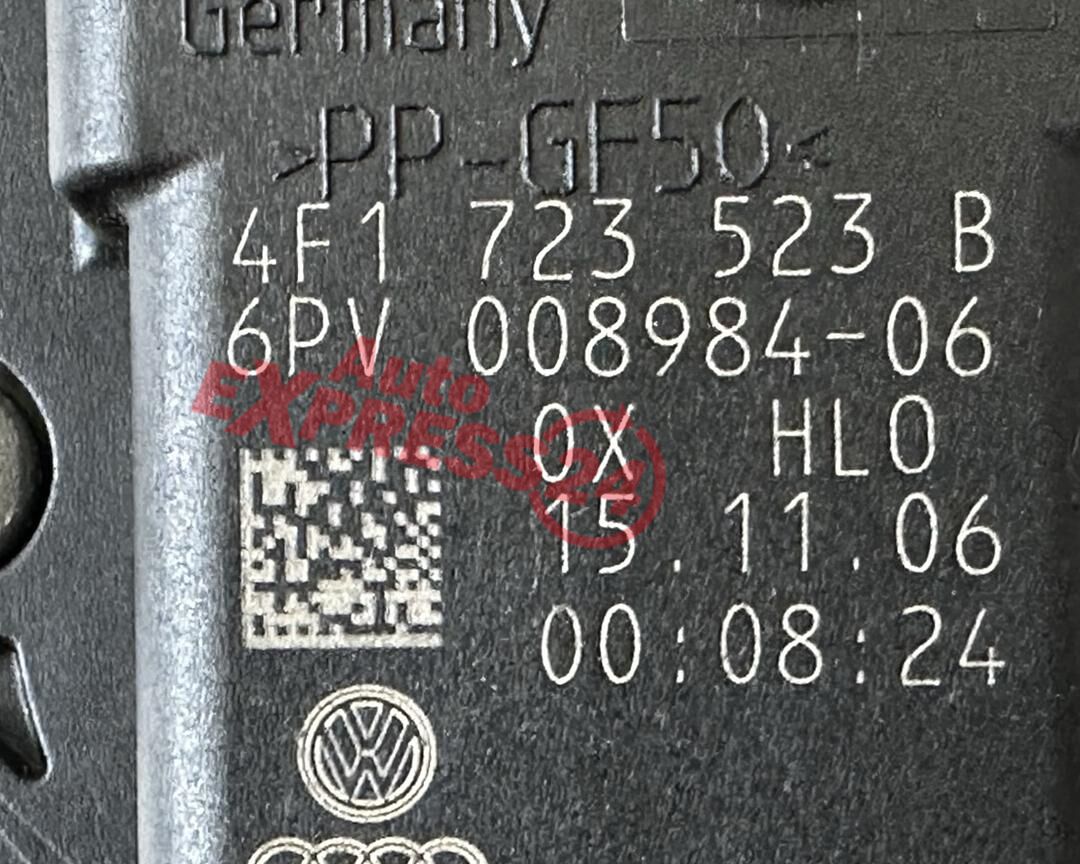 Germany
>PP-GF50<
4F1 723 523 B
6PV 008984-06
Auto
EXPRESS24
0X HL0
15.11.06
00:08:24
VW